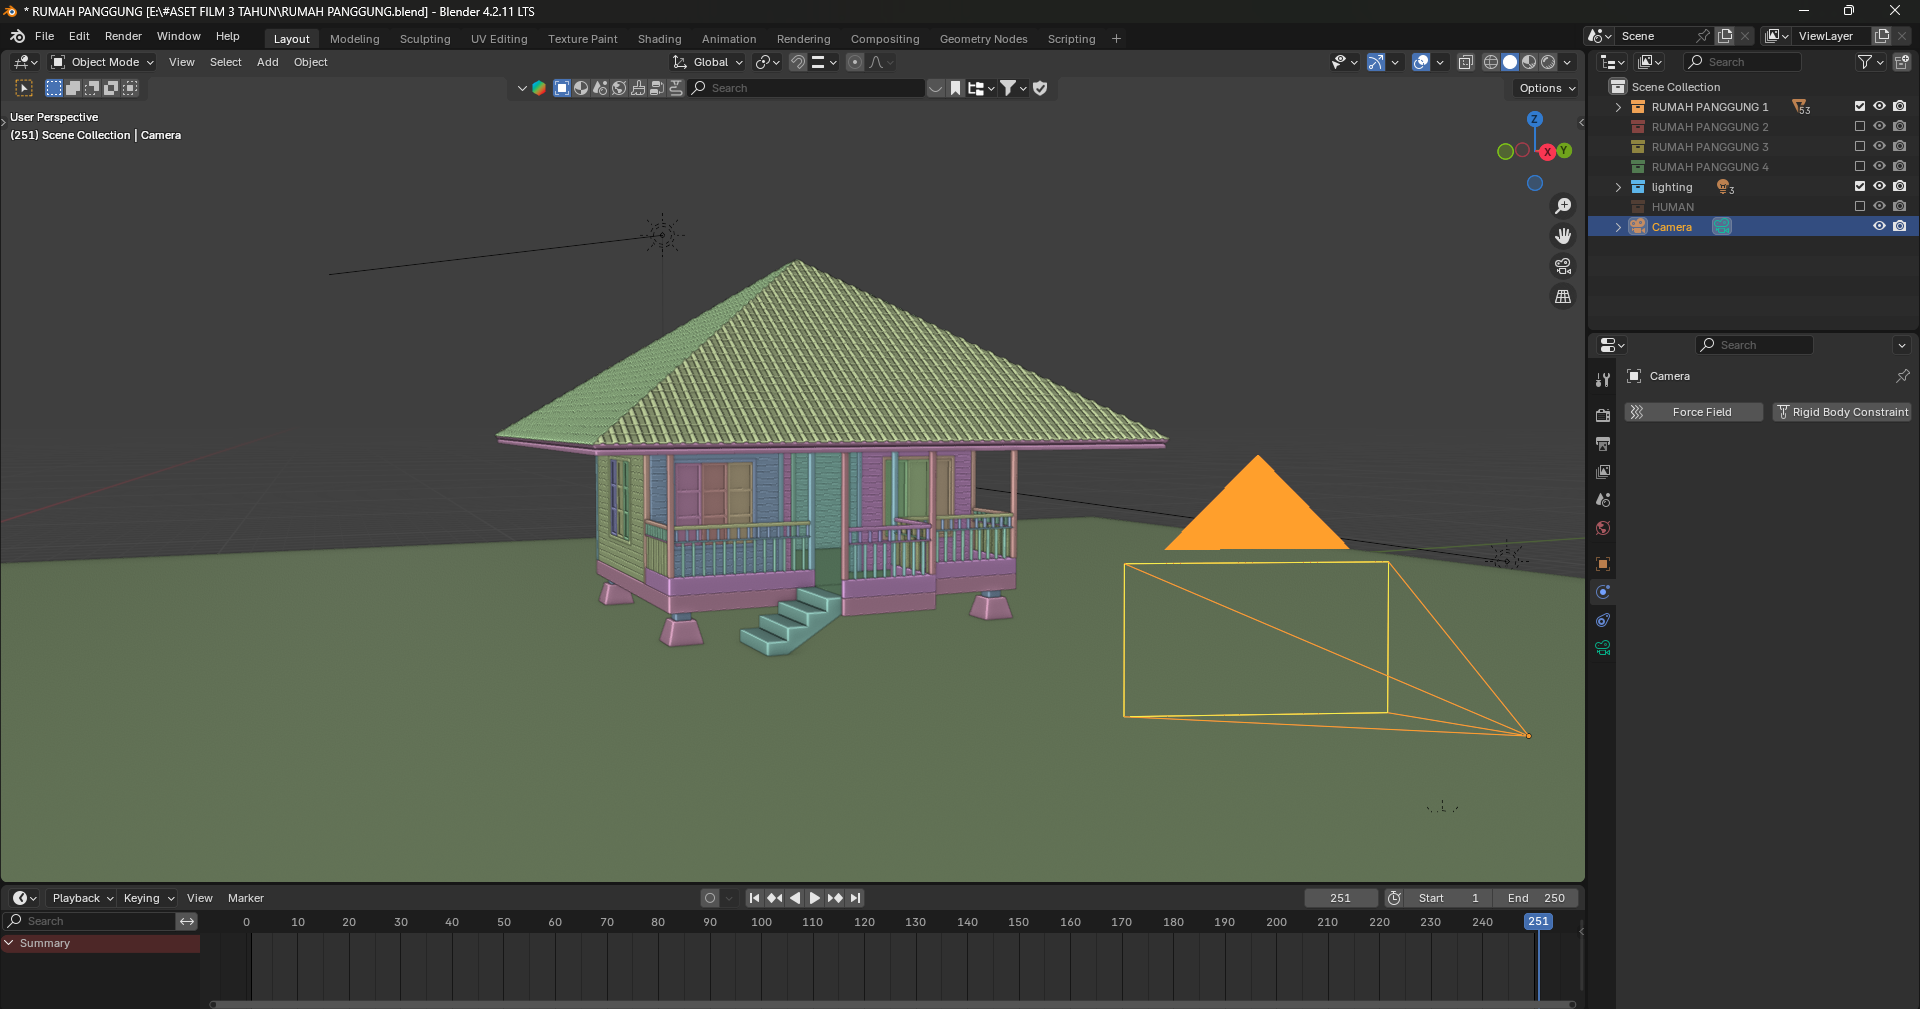 * RUMAH PANGGUNG [E:\#ASET FILM 3 TAHUN\RUMAH PANGGUNG.blend] - Blender 4.2.11 LTS
File Edit Render Window Help Layout Modeling Sculpting UV Editing Texture Paint Shading Animation Rendering Compositing Geometry Nodes Scripting + Scene ViewLayer
Object Mode View Select Add Object Global Search
Search Options
User Perspective
(251) Scene Collection | Camera
Z
X Y
Scene Collection
RUMAH PANGGUNG 1 53
RUMAH PANGGUNG 2
RUMAH PANGGUNG 3
RUMAH PANGGUNG 4
lighting 3
HUMAN
Camera
Search
Camera
Force Field Rigid Body Constraint
Playback Keying View Marker 251 Start 1 End 250
Search 0 10 20 30 40 50 60 70 80 90 100 110 120 130 140 150 160 170 180 190 200 210 220 230 240 251
Summary